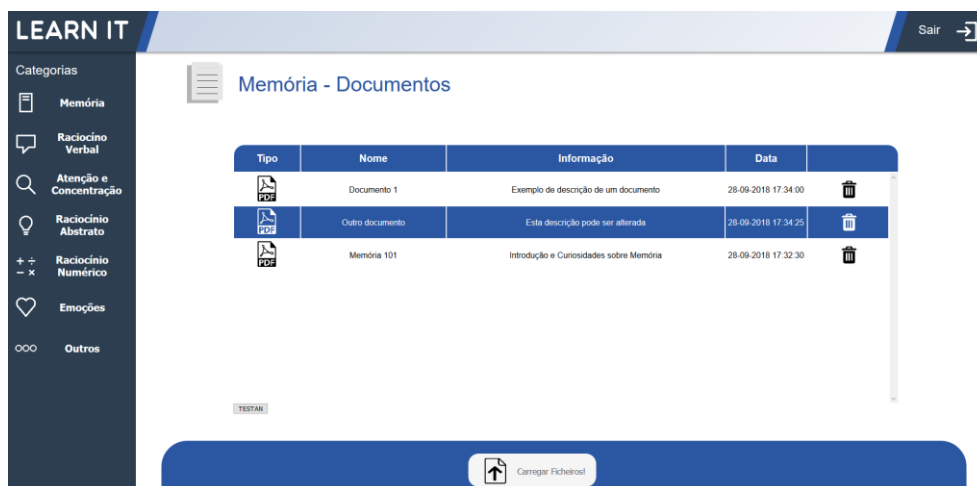 LEARN IT
Sair
Categorias
Memória
Raciocíno
Verbal
Atenção e
Concentração
Raciocínio
Abstrato
+ ÷
− ×
Raciocínio
Numérico
Emoções
Outros
Memória - Documentos
Tipo Nome Informação Data
PDF Documento 1 Exemplo de descrição de um documento 28-09-2018 17:34:00
PDF Outro documento Esta descrição pode ser alterada 28-09-2018 17:34:25
PDF Memória 101 Introdução e Curiosidades sobre Memória 28-09-2018 17:32:30
TESTAN
Carregar Ficheiros!